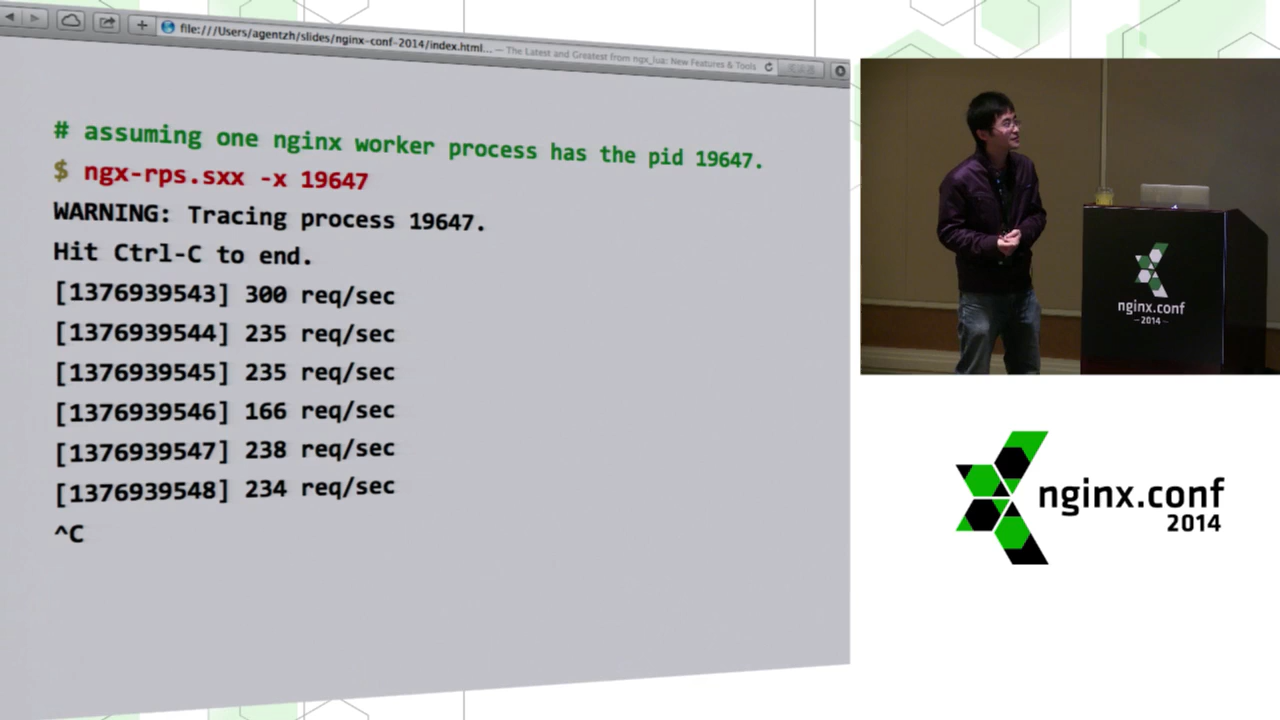 file:///Users/agentzh/slides/nginx-conf-2014/index.html... — The Latest and Greatest from ngx_lua: New Features & Tools
# assuming one nginx worker process has the pid 19647.
$ ngx-rps.sxx -x 19647
WARNING: Tracing process 19647.
Hit Ctrl-C to end.
[1376939543] 300 req/sec
[1376939544] 235 req/sec
[1376939545] 235 req/sec
[1376939546] 166 req/sec
[1376939547] 238 req/sec
[1376939548] 234 req/sec
^C
nginx.conf
—2014—
nginx.conf
2014